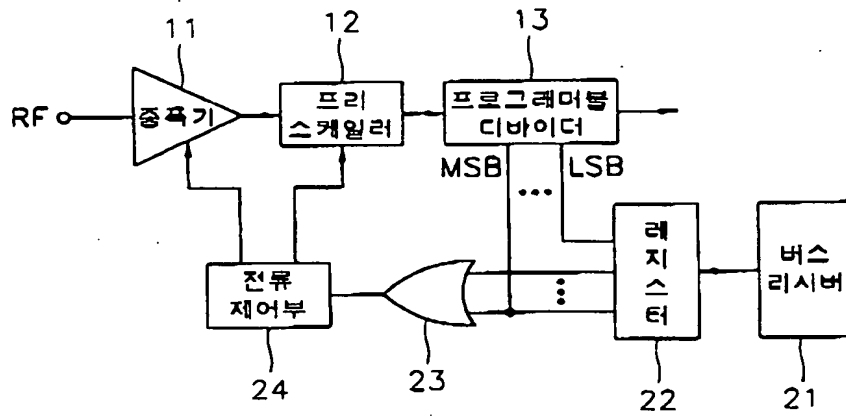 11
12
13
RF
증폭기
프리
스케일러
프로그래머블
디바이더
MSB
LSB
레
지
스
터
버스
리시버
전류
제어부
24
23
22
21